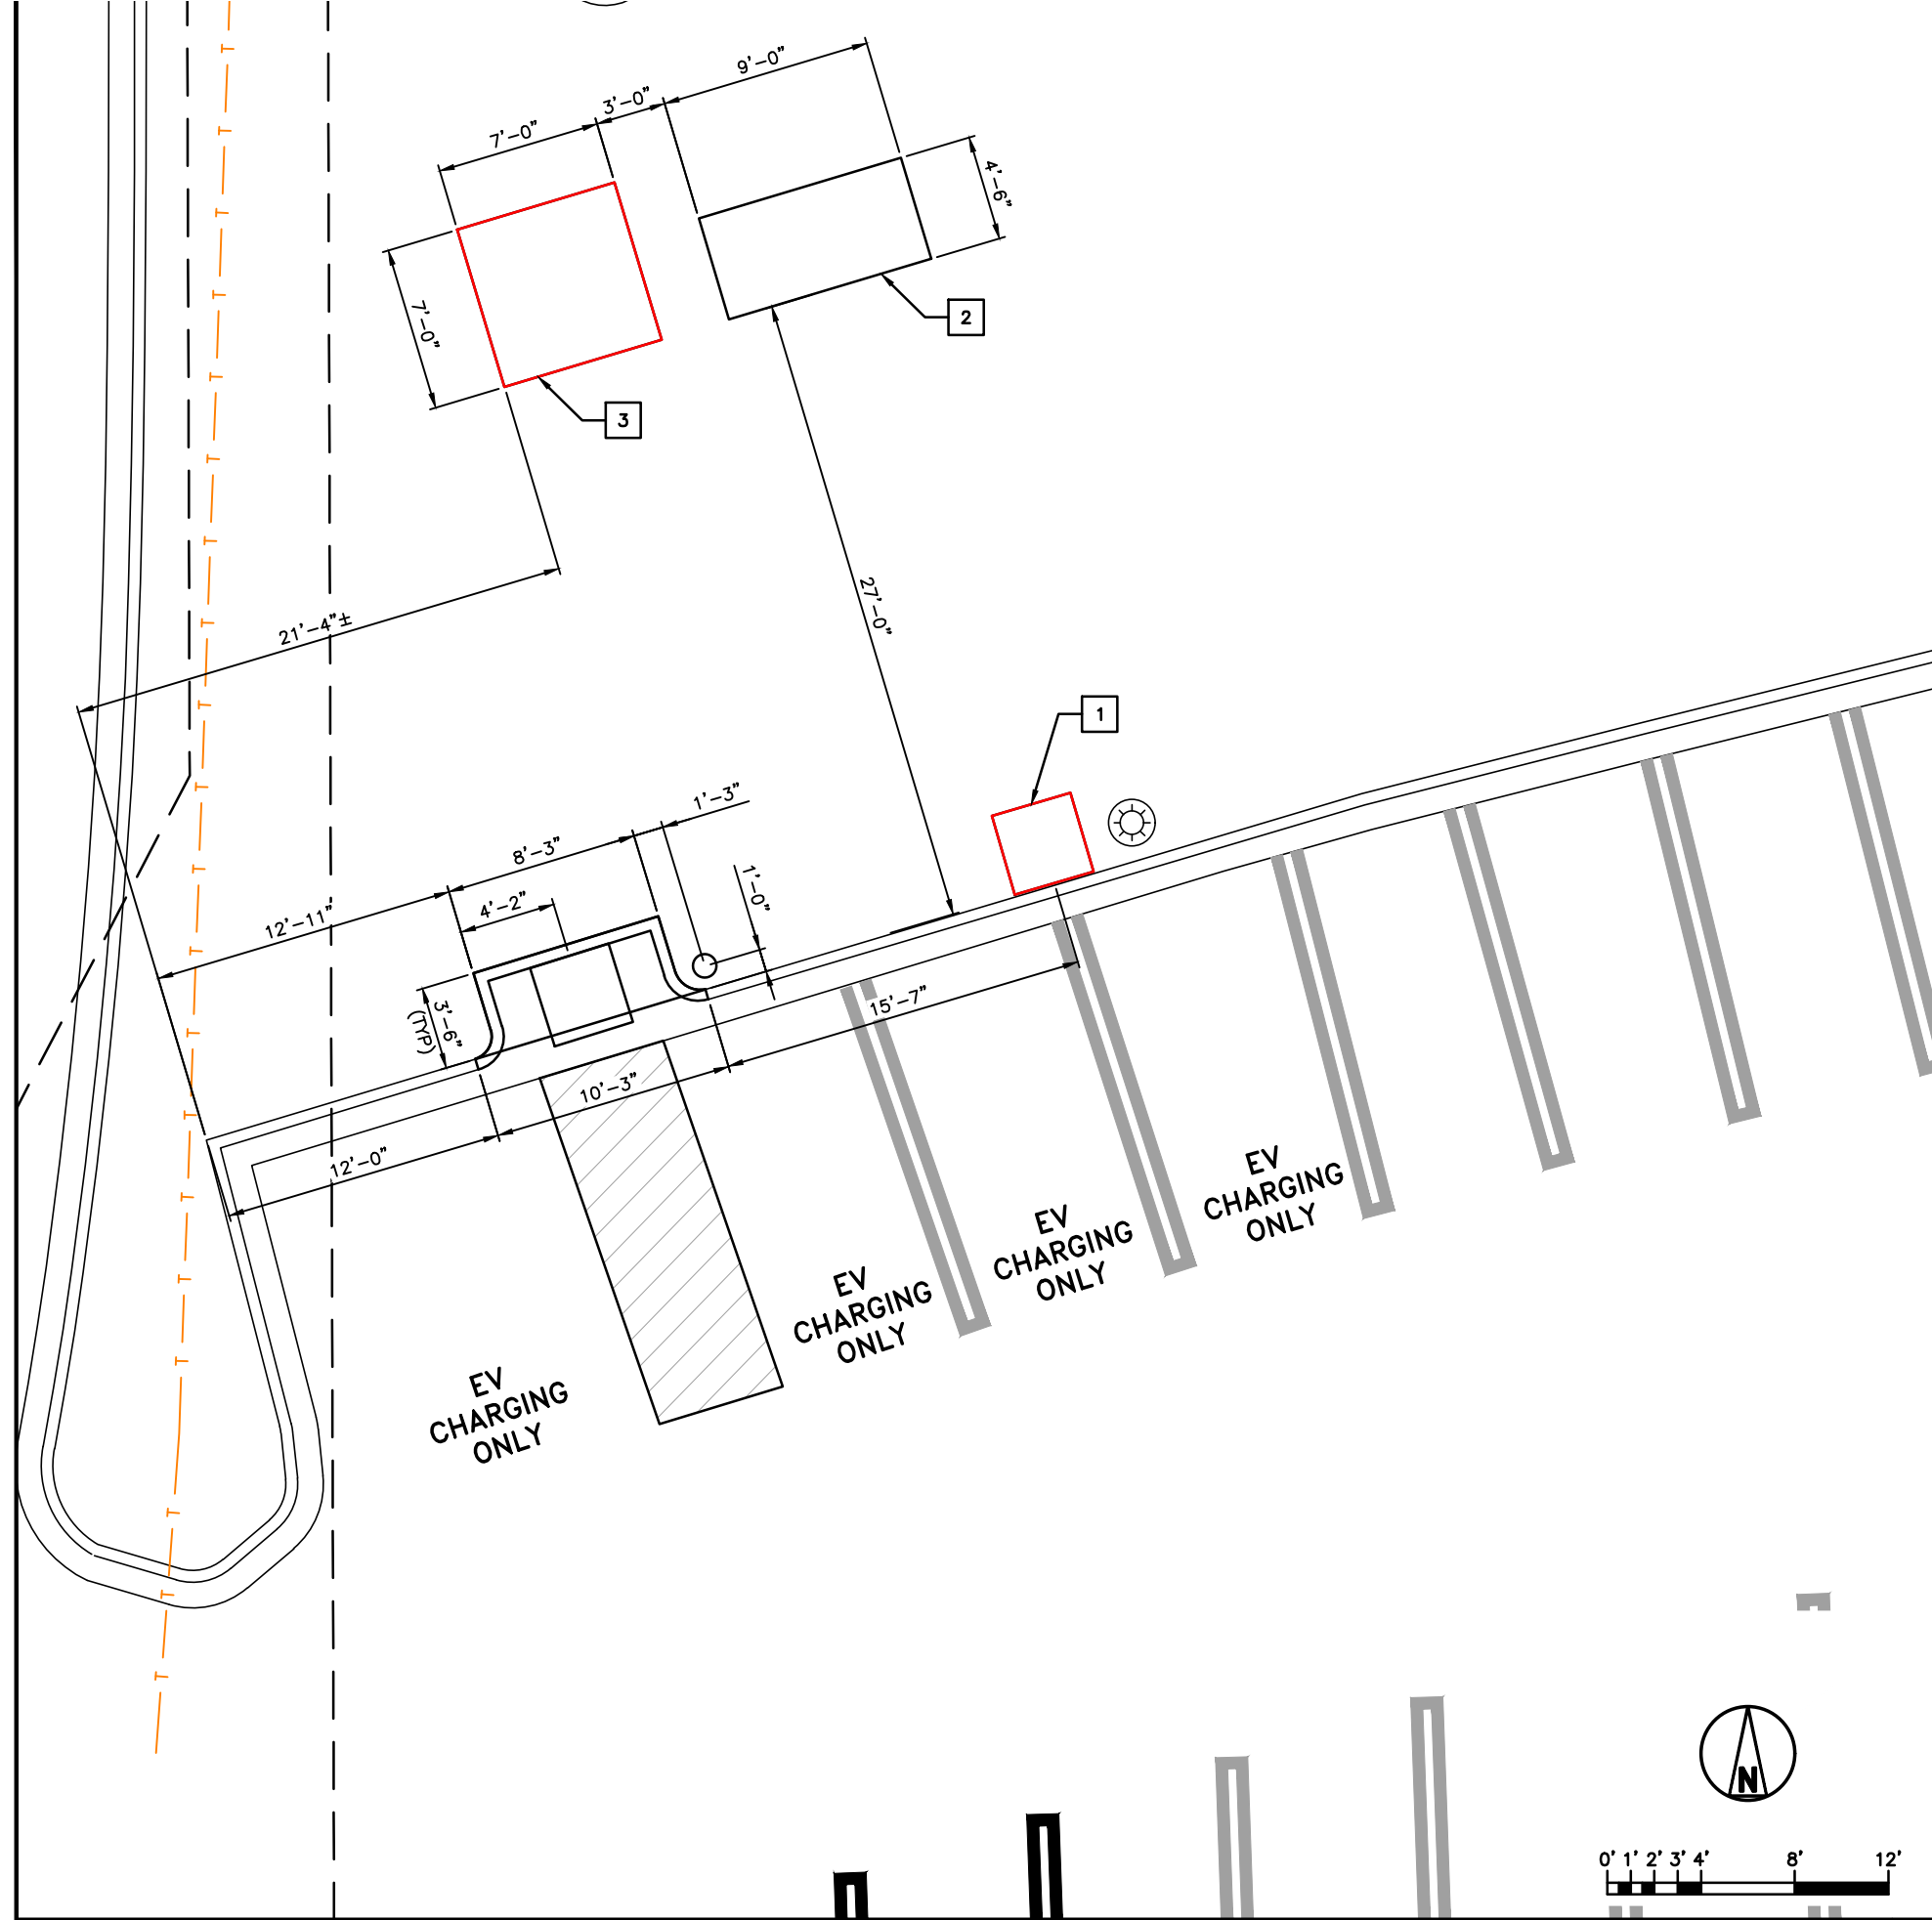 9'-0"
3'-0"
7'-0"
4'-6"
7'-0"
2
3
27'-0"
21'-4"±
1
1'-3"
8'-3"
4'-2"
1'-0"
12'-11"
3'-6"
(TYP)
15'-7"
10'-3"
12'-0"
EV
CHARGING
ONLY
EV
CHARGING
ONLY
EV
CHARGING
ONLY
EV
CHARGING
ONLY
N
0' 1' 2' 3' 4' 8' 12'